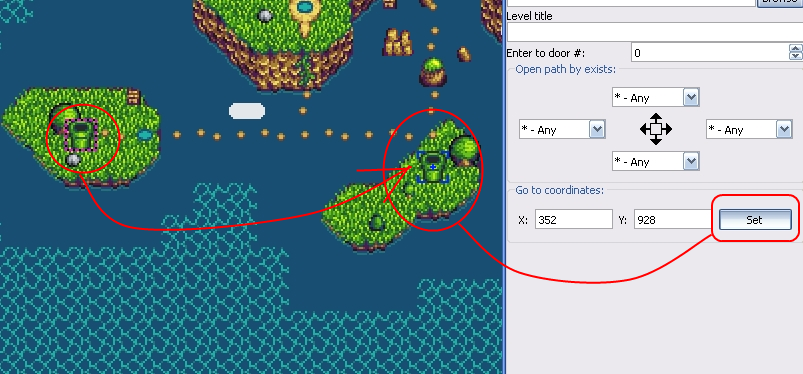 Browse
Level title
Enter to door #: 0
Open path by exists:
* - Any
* - Any * - Any
* - Any
Go to coordinates:
X: 352 Y: 928 Set